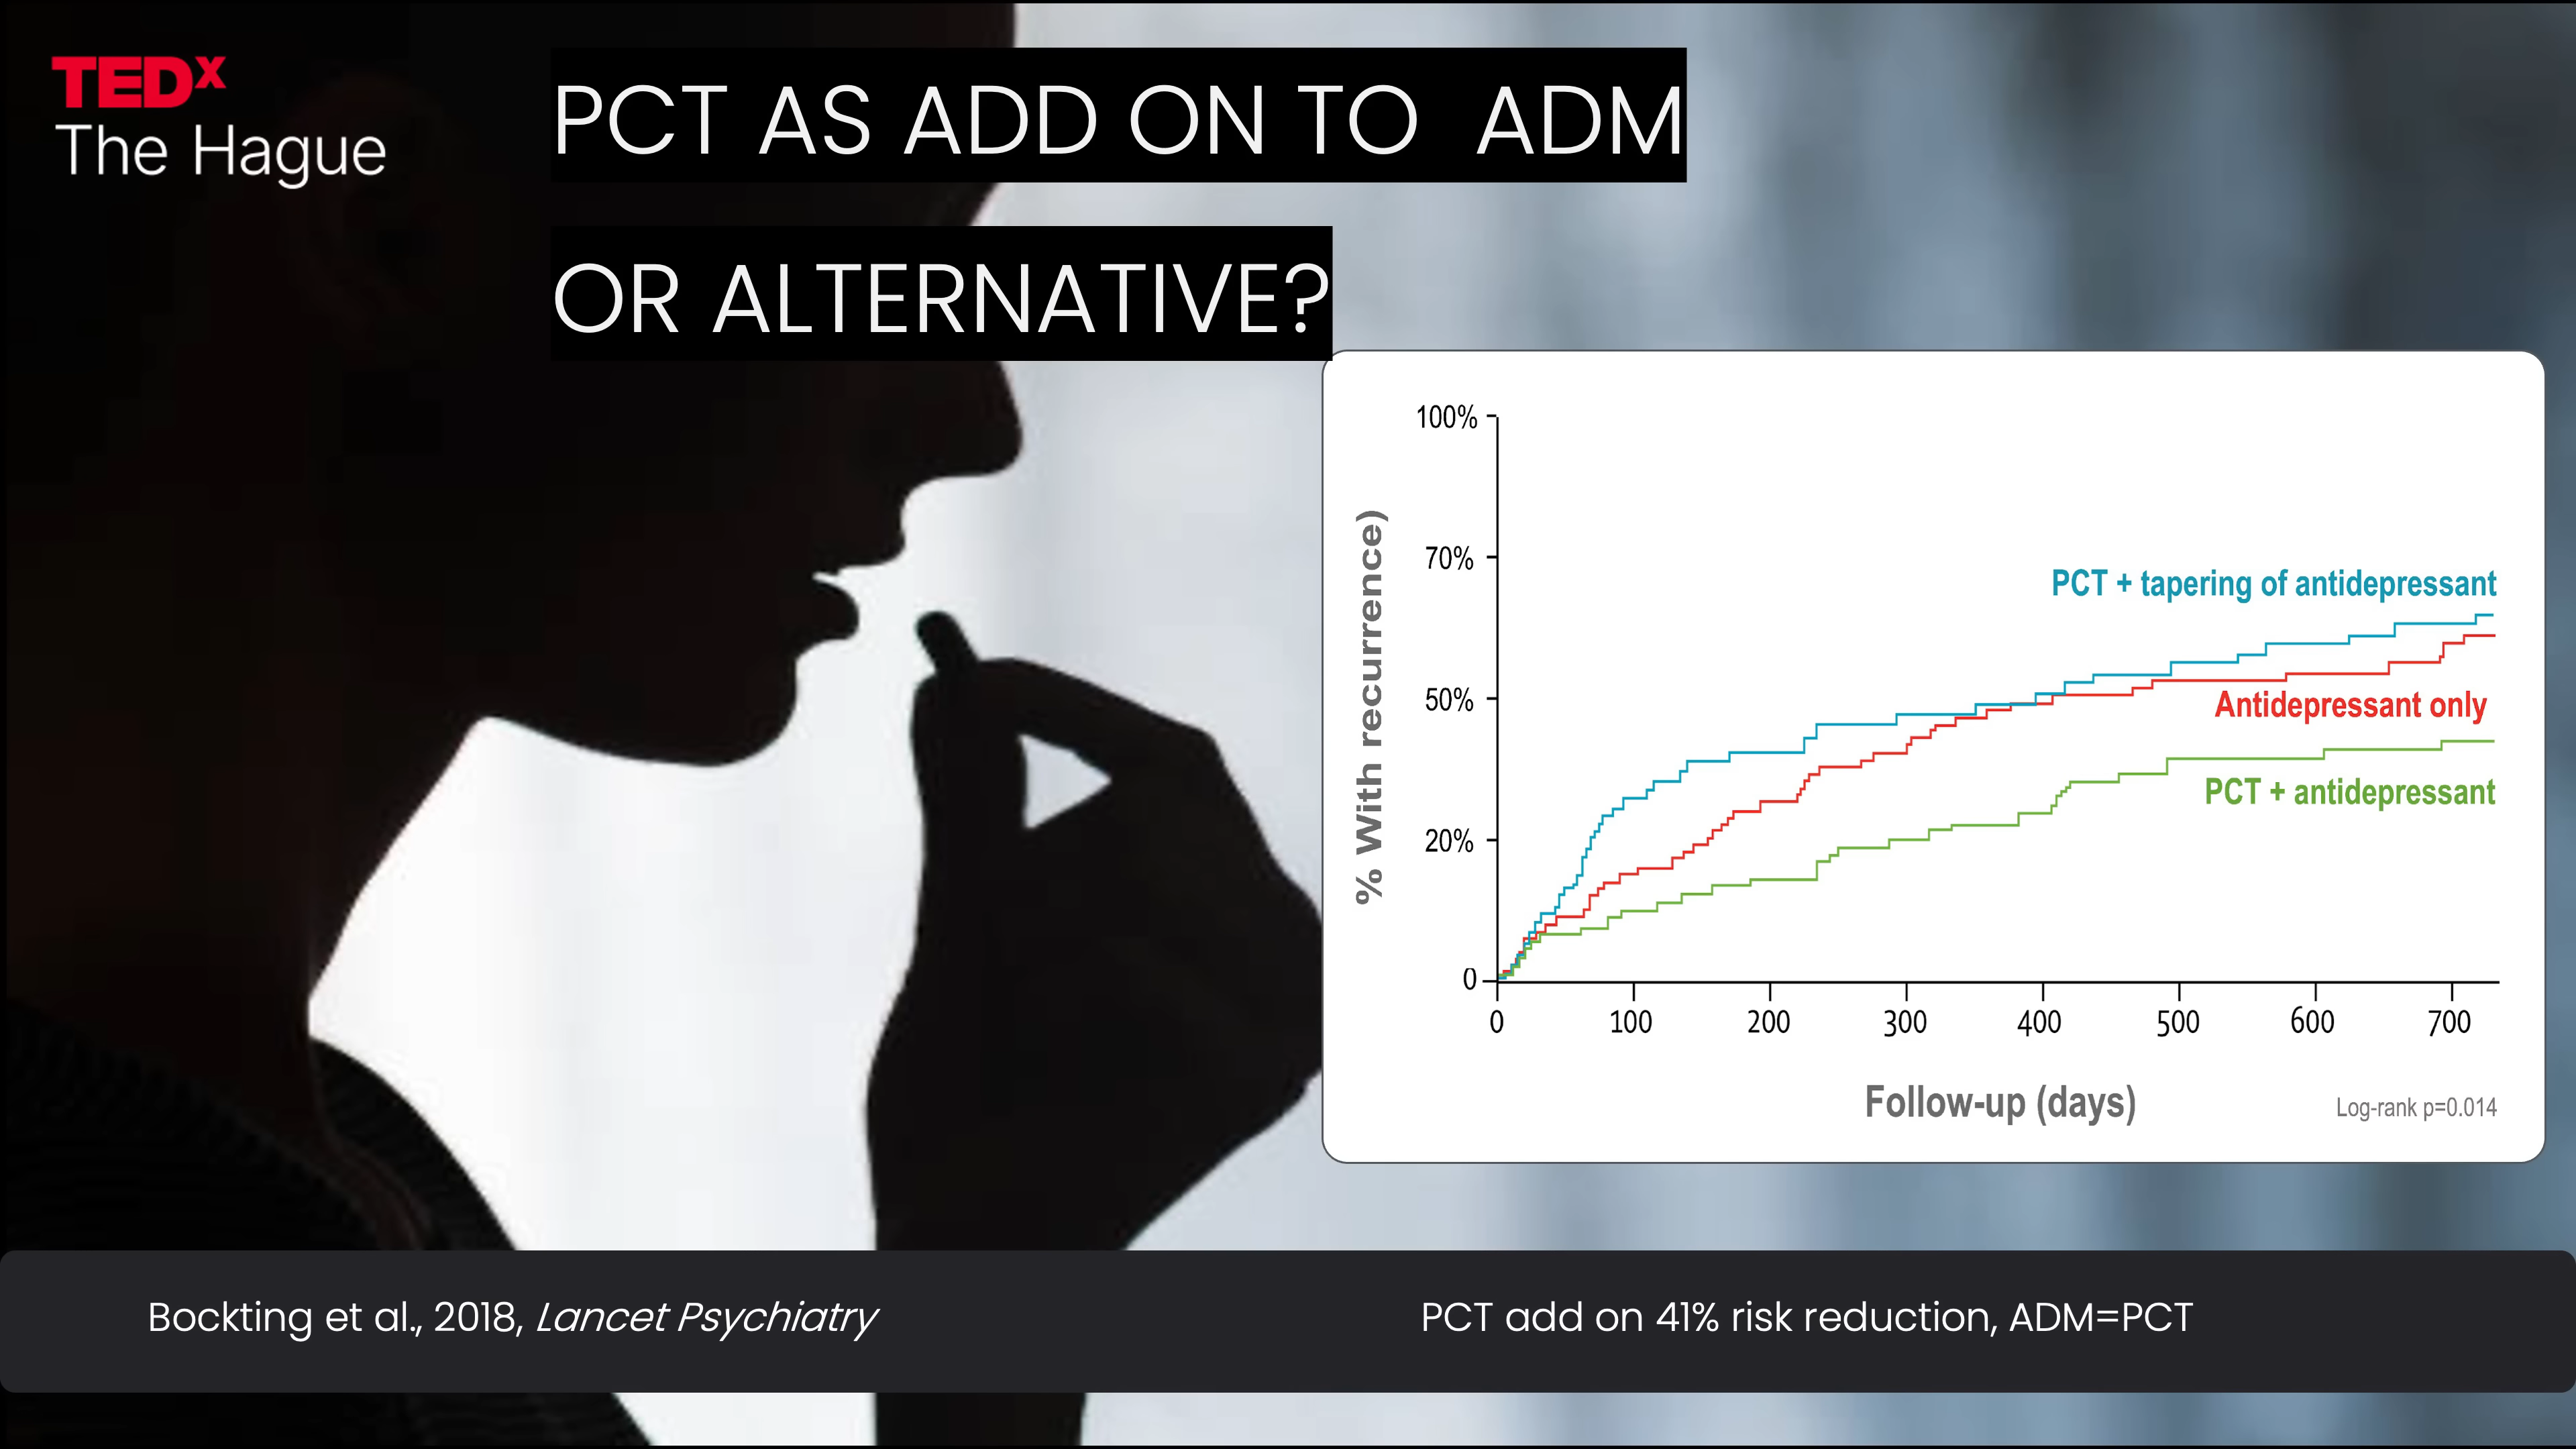 TEDx
The Hague
PCT AS ADD ON TO ADM
OR ALTERNATIVE?
100%
70%
50%
20%
0
% With recurrence)
PCT + tapering of antidepressant
Antidepressant only
PCT + antidepressant
0 100 200 300 400 500 600 700
Follow-up (days)
Log-rank p=0.014
Bockting et al., 2018, Lancet Psychiatry
PCT add on 41% risk reduction, ADM=PCT